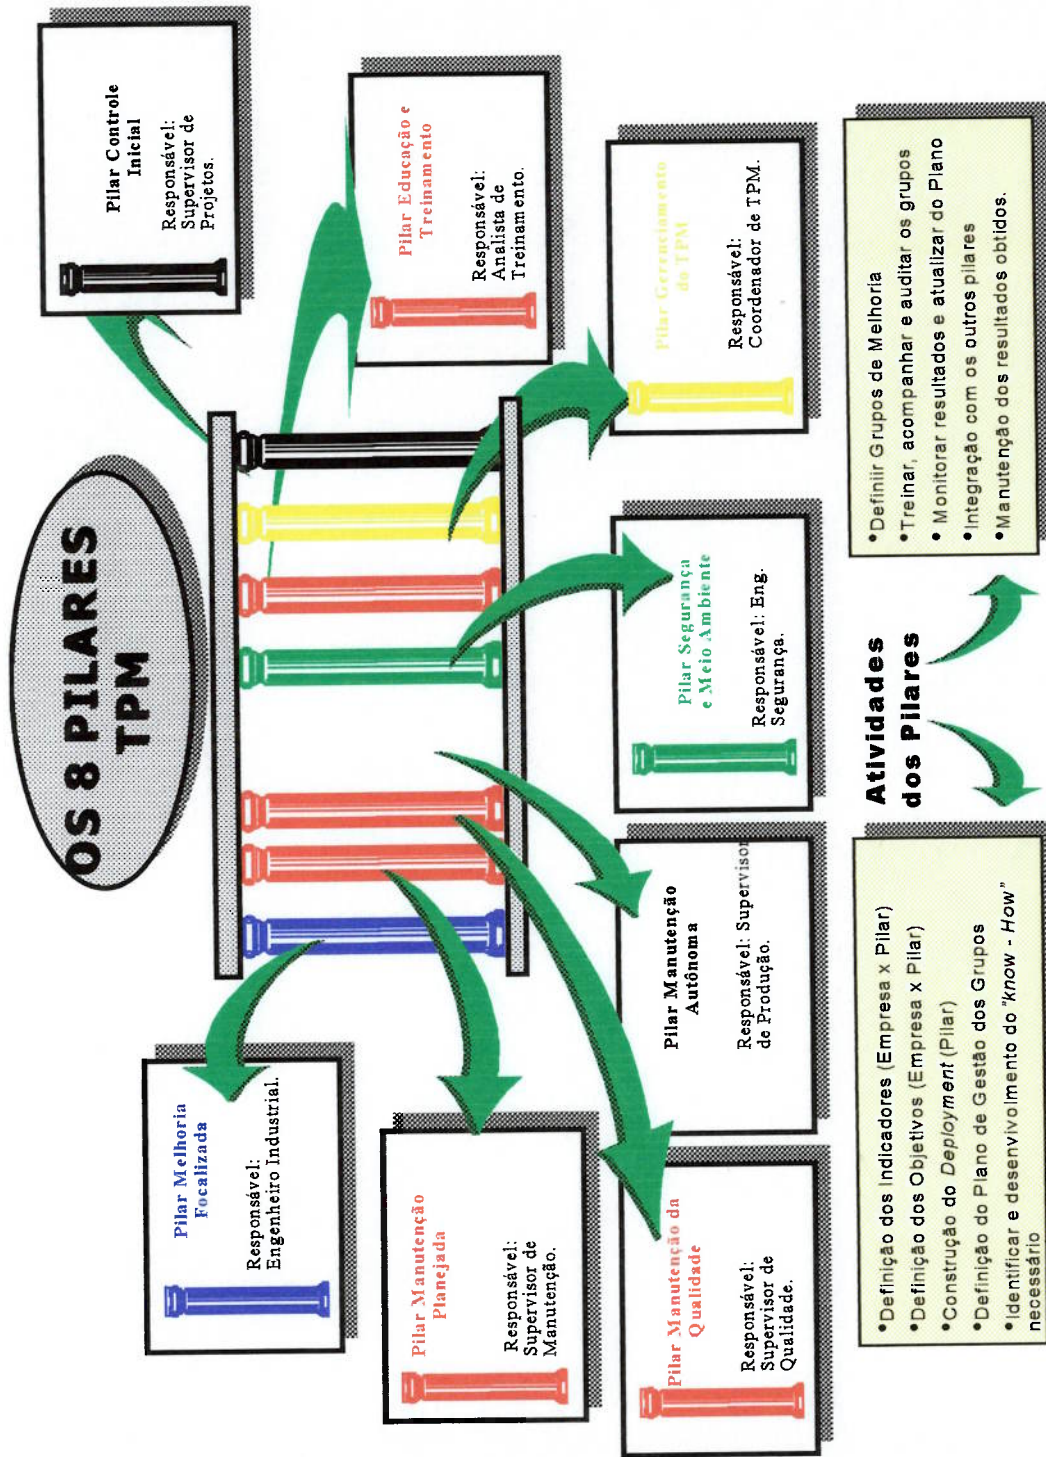 OS 8 PILARES
TPM
Pilar Melhoria
Focalizada
Responsável:
Engenheiro Industrial.
Pilar Controle
Inicial
Responsável:
Supervisor de
Projetos.
Pilar Manutenção
Planejada
Responsável:
Supervisor de
Manutenção.
Pilar Educação e
Treinamento
Responsável:
Analista de
Treinamento.
Pilar Manutenção da
Qualidade
Responsável:
Supervisor de
Qualidade.
Pilar Manutenção
Autônoma
Responsável: Supervisor
de Produção.
Pilar Segurança
e Meio Ambiente
Responsável: Eng.
Segurança.
Pilar Gerenciamento
do TPM
Responsável:
Coordenador de TPM.
Atividades
dos Pilares
•Definição dos Indicadores (Empresa x Pilar)
•Definição dos Objetivos (Empresa x Pilar)
•Construção do Deployment (Pilar)
•Definição do Plano de Gestão dos Grupos
•Identificar e desenvolvimento do "know - How"
necessário
•Definiir Grupos de Melhoria
•Treinar, acompanhar e auditar os grupos
• Monitorar resultados e atualizar do Plano
•Integração com os outros pilares
•Manutenção dos resultados obtidos.